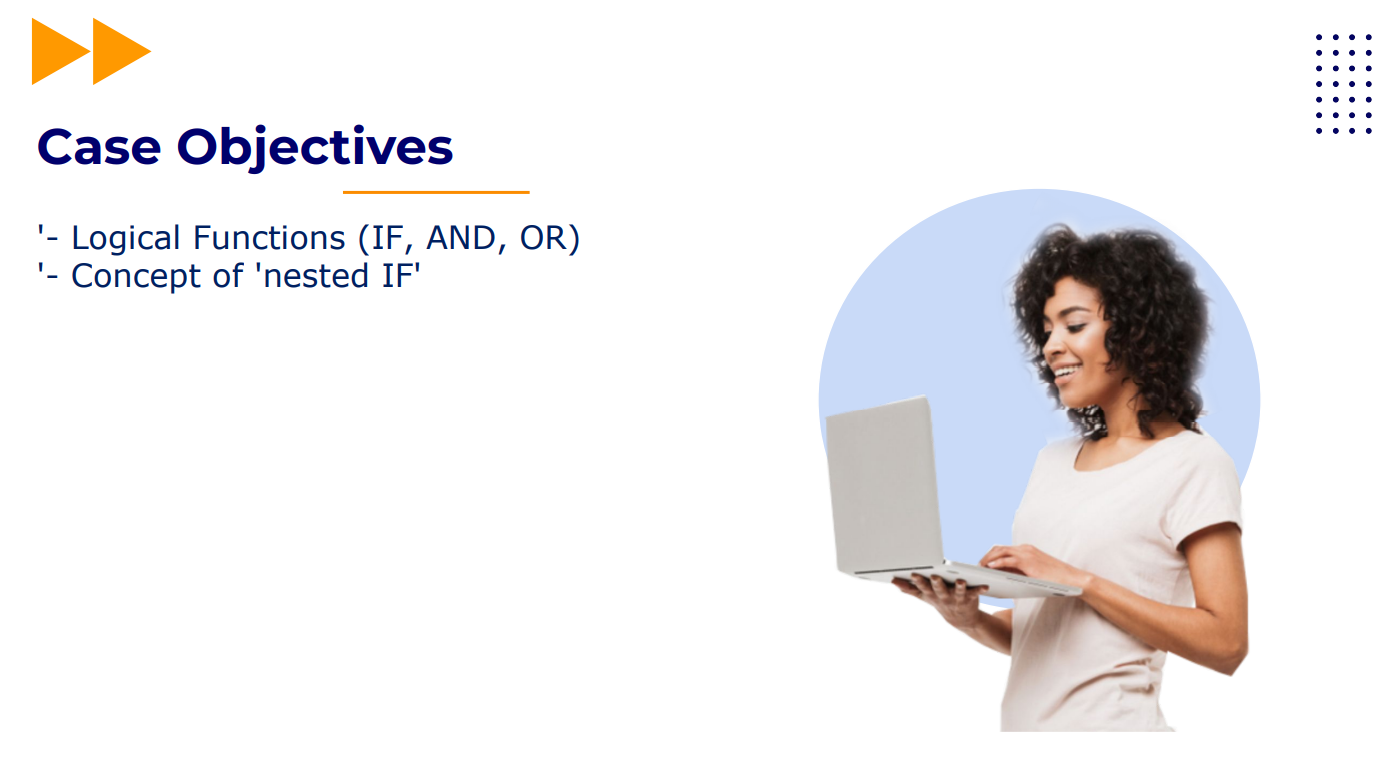 Case Objectives
'- Logical Functions (IF, AND, OR)
'- Concept of 'nested IF'